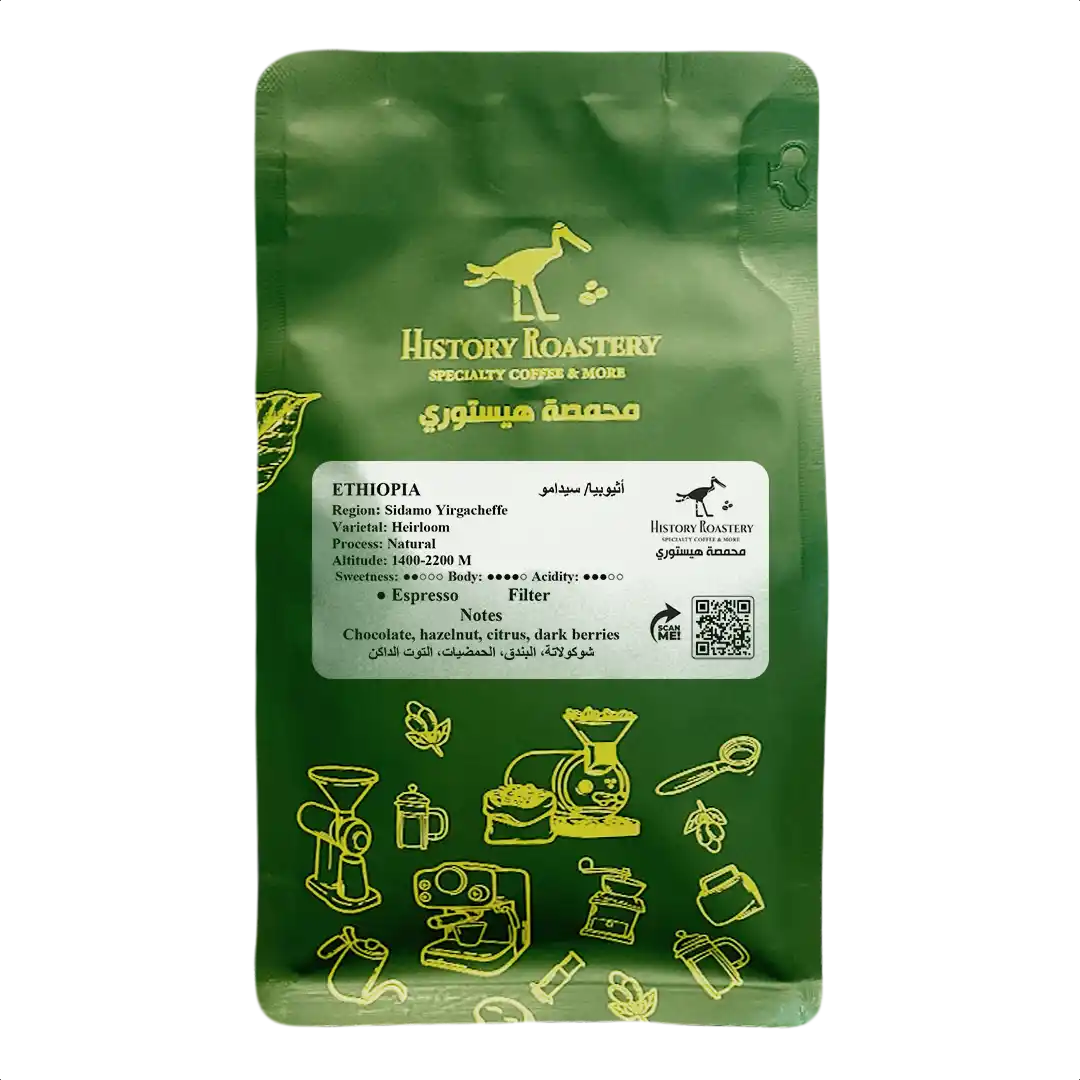 HISTORY ROASTERY
SPECIALTY COFFEE & MORE
محمصة هيستوري
ETHIOPIA أثيوبيا/ سيدامو
Region: Sidamo Yirgacheffe
Varietal: Heirloom
Process: Natural
Altitude: 1400-2200 M
Sweetness: ●●○○○ Body: ●●●●○ Acidity: ●●●○○
● Espresso Filter
Notes
Chocolate, hazelnut, citrus, dark berries
شوكولاتة، البندق، الحمضيات، التوت الداكن
HISTORY ROASTERY
SPECIALTY COFFEE & MORE
محمصة هيستوري
SCAN
ME!